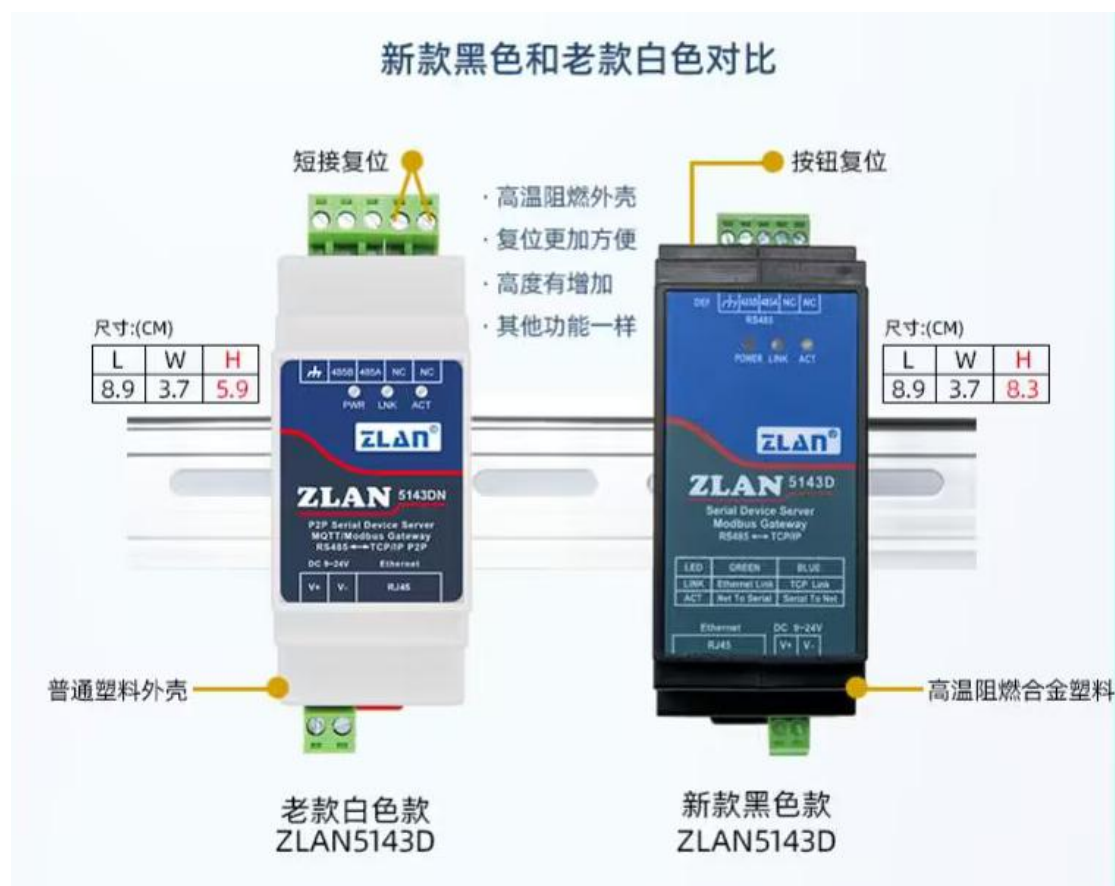 新款黑色和老款白色对比
短接复位
按钮复位
· 高温阻燃外壳
· 复位更加方便
· 高度有增加
· 其他功能一样
尺寸:(CM)
L W H
8.9 3.7 5.9
485B 485A NC NC
PWR LNK ACT
ZLAN®
ZLAN 5143DN
P2P Serial Device Server
MQTT/Modbus Gateway
RS485 ↔ TCP/IP P2P
DC 9~24V Ethernet
V+ V- RJ45
DEF 485B 485A NC NC
RS485
POWER LINK ACT
ZLAN®
ZLAN 5143D
Serial Device Server
Modbus Gateway
RS485 ↔ TCP/IP
LED GREEN BLUE
LINK Ethernet Link TCP Link
ACT Net To Serial Serial To Net
Ethernet DC 9~24V
RJ45 V+ V-
尺寸:(CM)
L W H
8.9 3.7 8.3
普通塑料外壳
高温阻燃合金塑料
老款白色款
ZLAN5143D
新款黑色款
ZLAN5143D